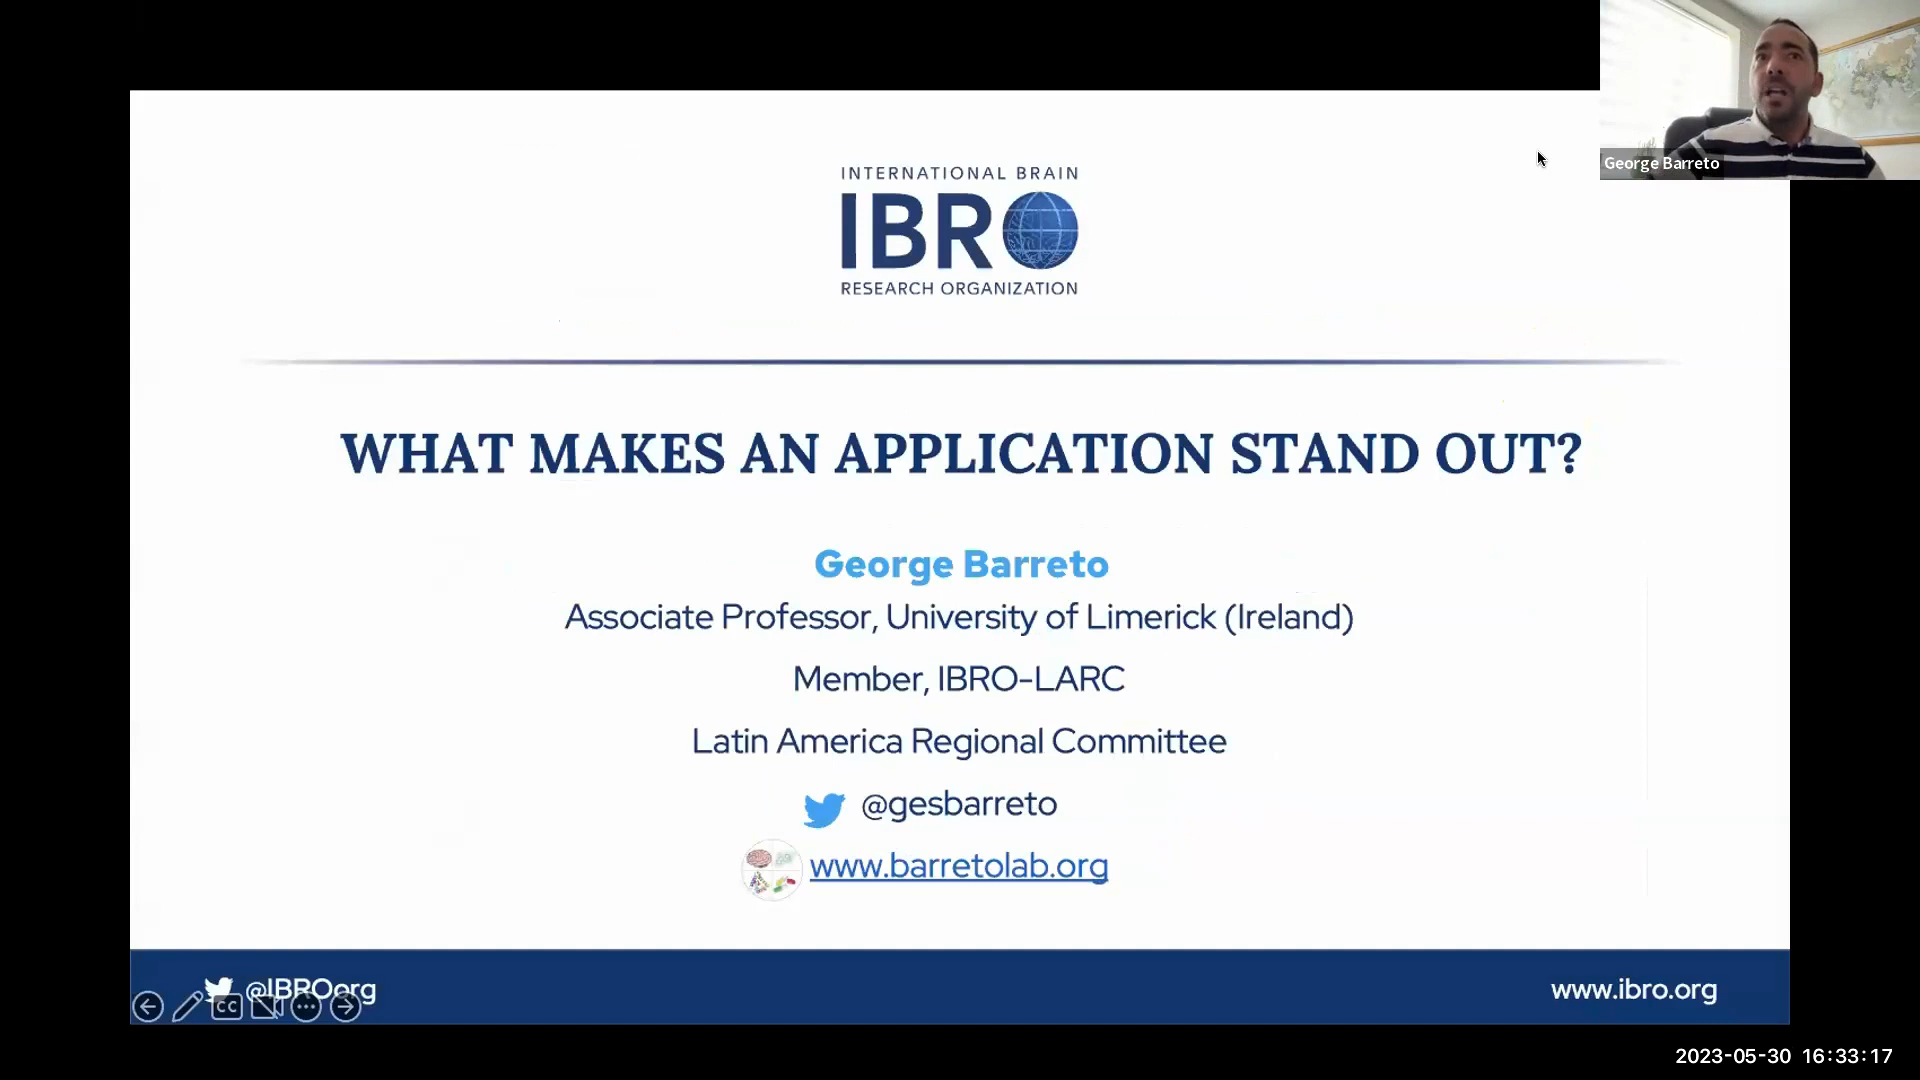 George Barreto
INTERNATIONAL BRAIN
IBRO
RESEARCH ORGANIZATION
WHAT MAKES AN APPLICATION STAND OUT?
George Barreto
Associate Professor, University of Limerick (Ireland)
Member, IBRO-LARC
Latin America Regional Committee
@gesbarreto
www.barretolab.org
@IBROorg
CC
www.ibro.org
2023-05-30 16:33:17